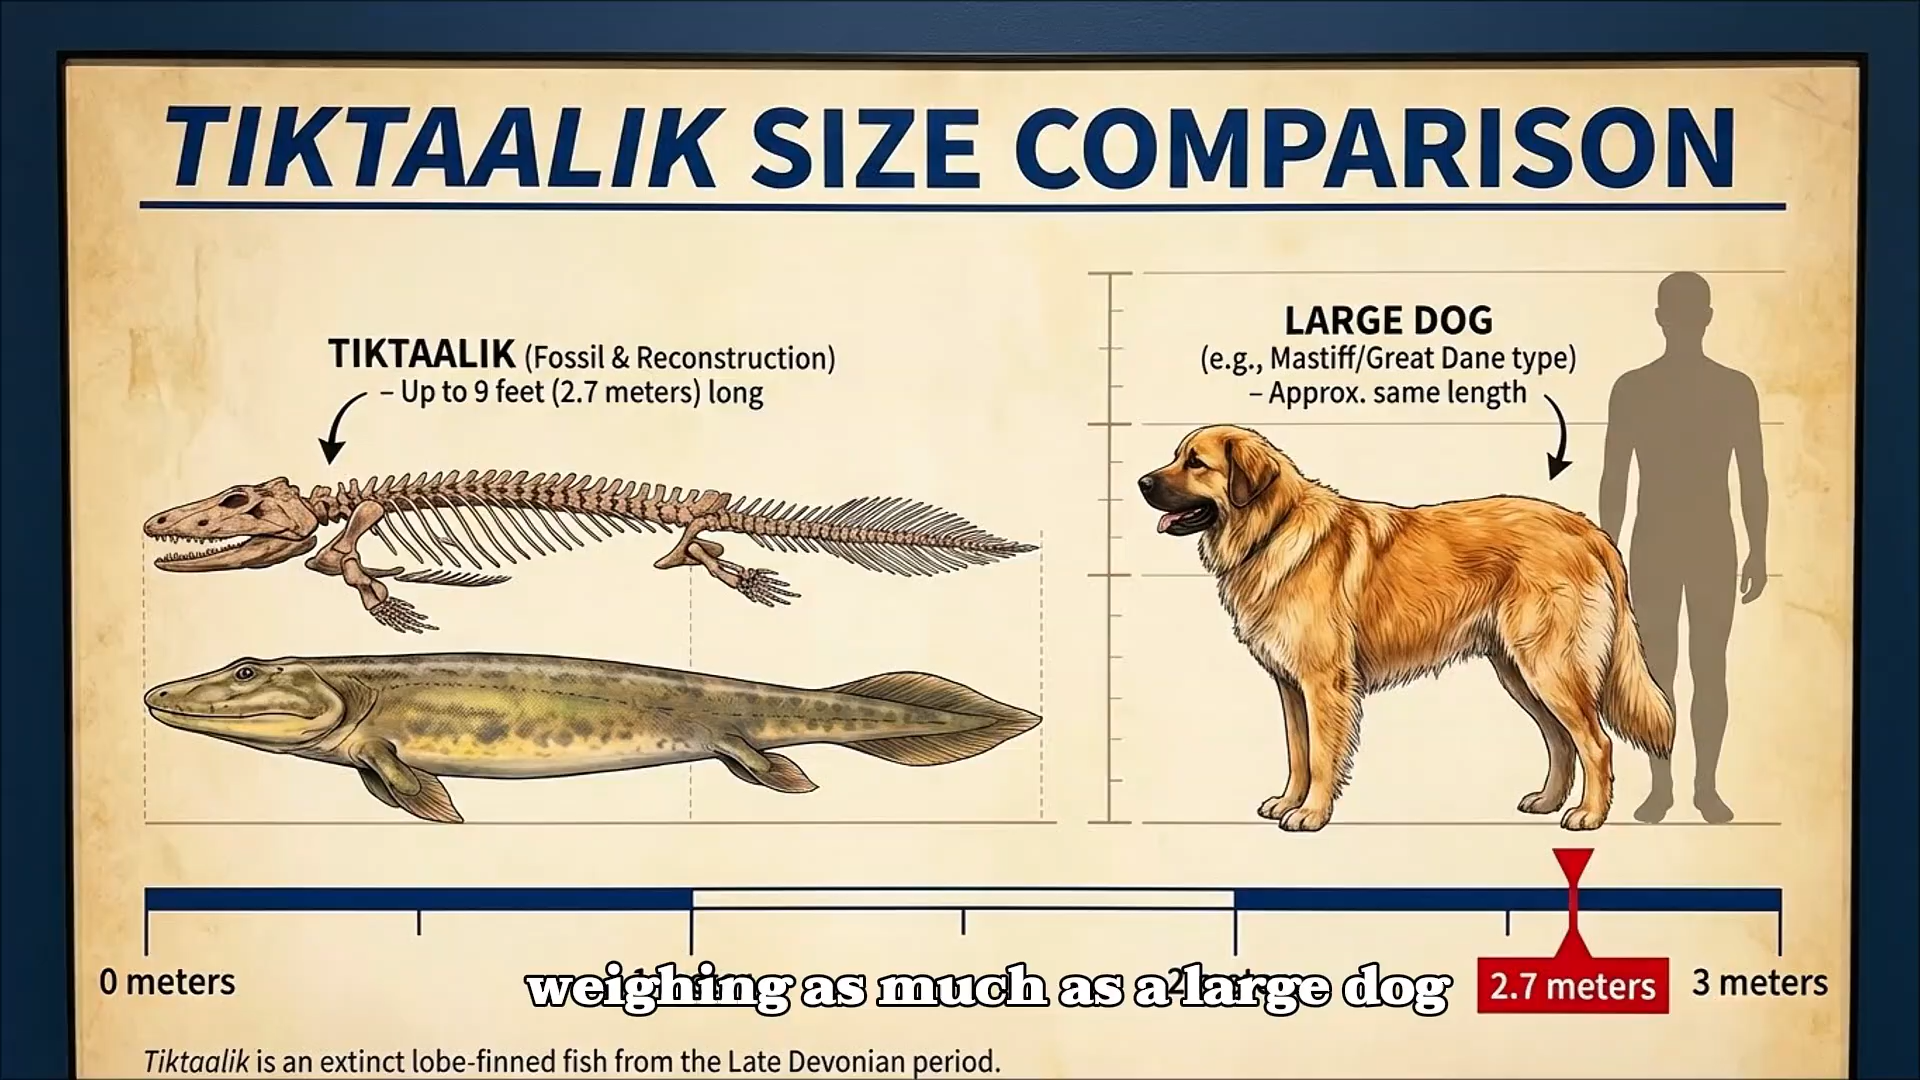 TIKTAALIK SIZE COMPARISON
TIKTAALIK (Fossil & Reconstruction)
– Up to 9 feet (2.7 meters) long
LARGE DOG
(e.g., Mastiff/Great Dane type)
– Approx. same length
0 meters
2.7 meters
3 meters
weighing as much as a large dog
Tiktaalik is an extinct lobe-finned fish from the Late Devonian period.